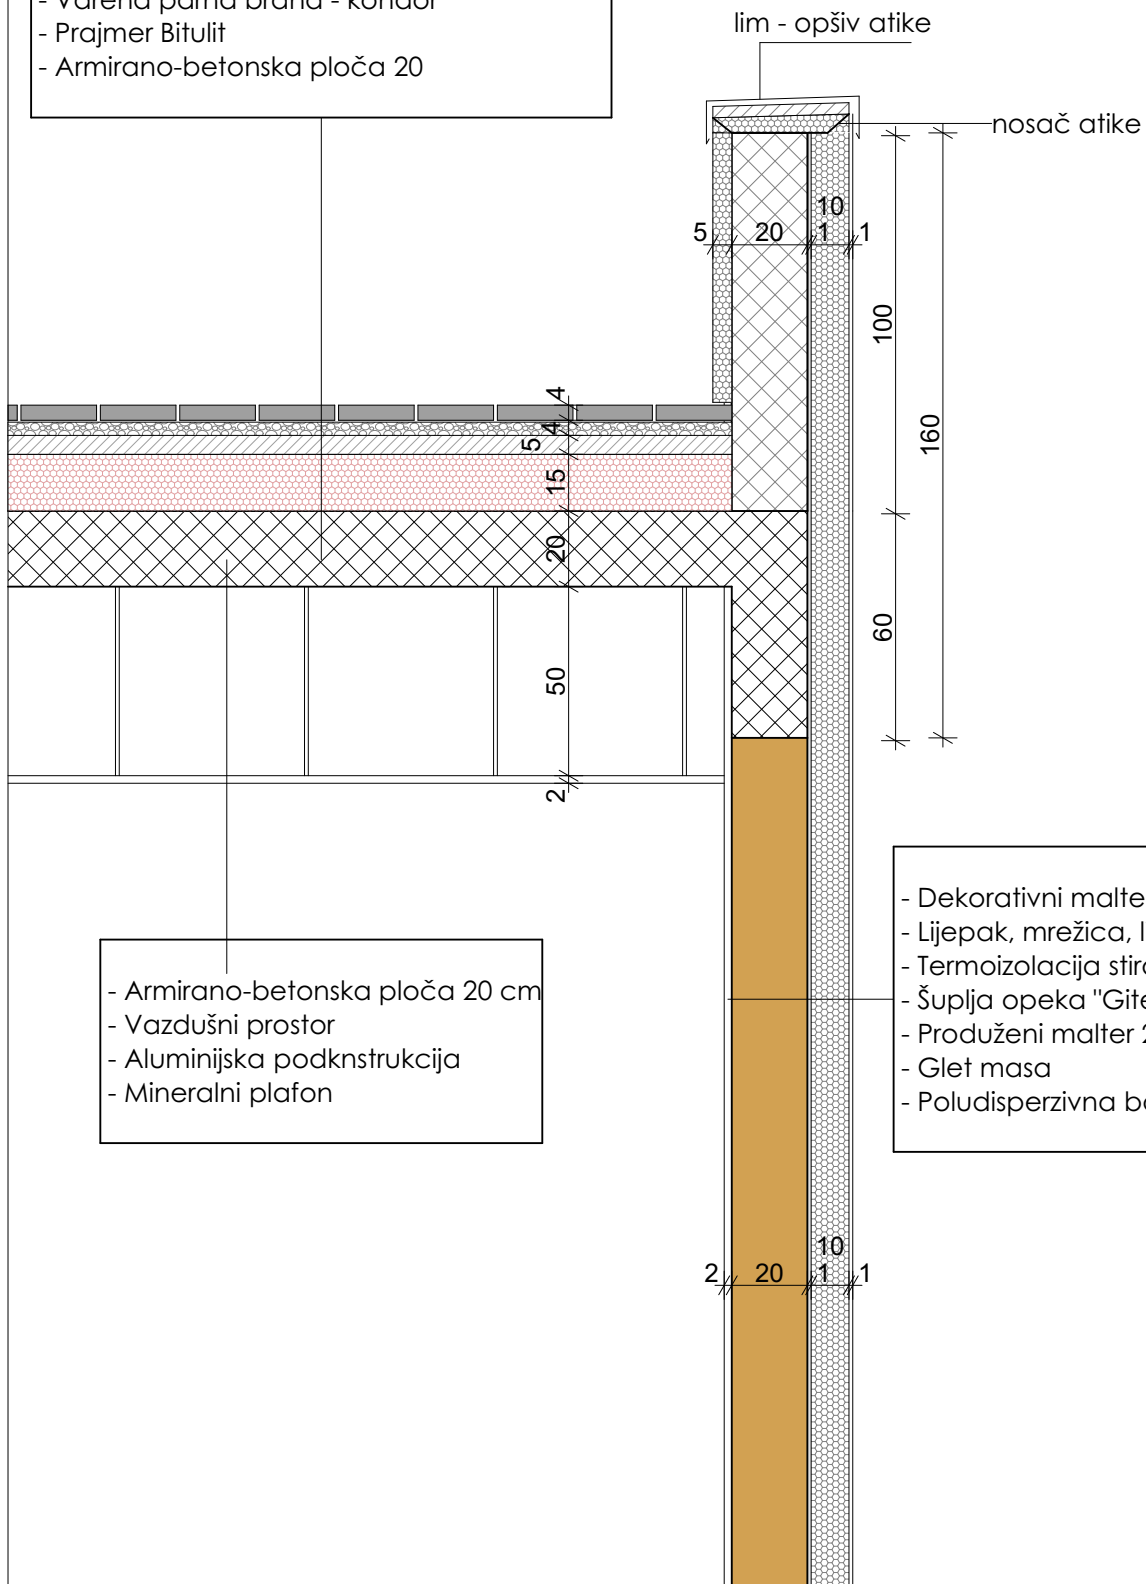 - Varena parna brana - kondor
- Prajmer Bitulit
- Armirano-betonska ploča 20
lim - opšiv atike
nosač atike
10
5 20 1 1
100
160
4
4
5
15
20
60
50
2
- Armirano-betonska ploča 20 cm
- Vazdušni prostor
- Aluminijska podknstrukcija
- Mineralni plafon
- Dekorativni malte
- Lijepak, mrežica, l
- Termoizolacija stiro
- Šuplja opeka "Gite
- Produženi malter 2
- Glet masa
- Poludisperzivna bo
10
2 20 1 1